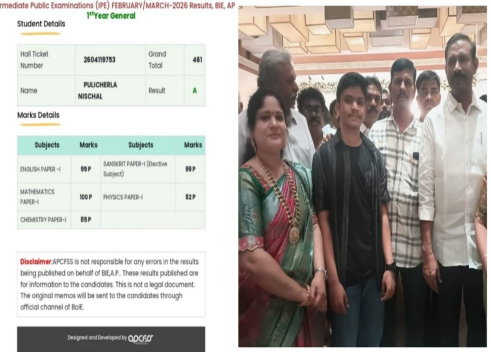 rmediate Public Examinations (IPE) FEBRUARY/MARCH-2026 Results, BIE, AP
1stYear General
Student Details
Hall Ticket Number 2604119753 Grand Total 461
Name PULICHERLA NISCHAL Result A
Marks Details
Subjects Marks Subjects Marks
ENGLISH PAPER -I 95 P SANSKRIT PAPER-I (Elective Subject) 99 P
MATHEMATICS PAPER-I 100 P PHYSICS PAPER-I 82 P
CHEMISTRY PAPER-I 85 P
Disclaimer:APCFSS is not responsible for any errors in the results
being published on behalf of BIE,A.P.. These results published are
for information to the candidates. This is not a legal document.
The original memos will be sent to the candidates through
official channel of BoIE.
Designed and Developed by apcfss